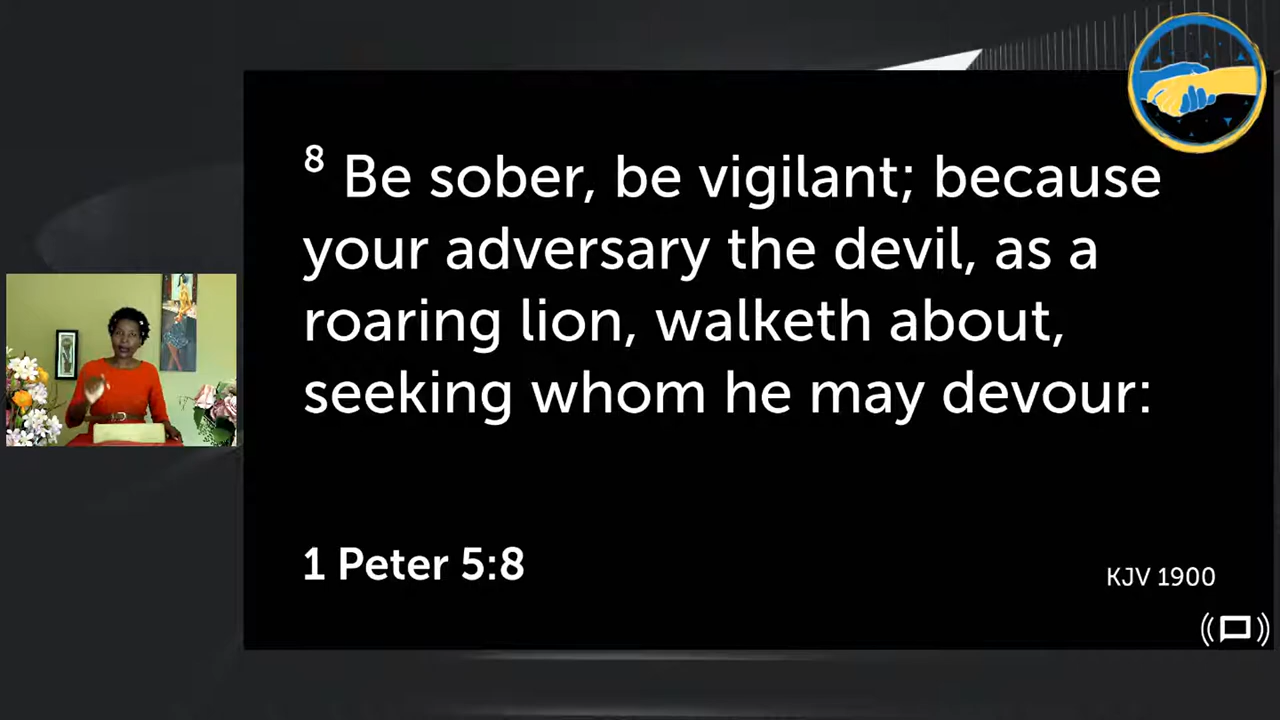 8 Be sober, be vigilant; because
your adversary the devil, as a
roaring lion, walketh about,
seeking whom he may devour:
1 Peter 5:8
KJV 1900